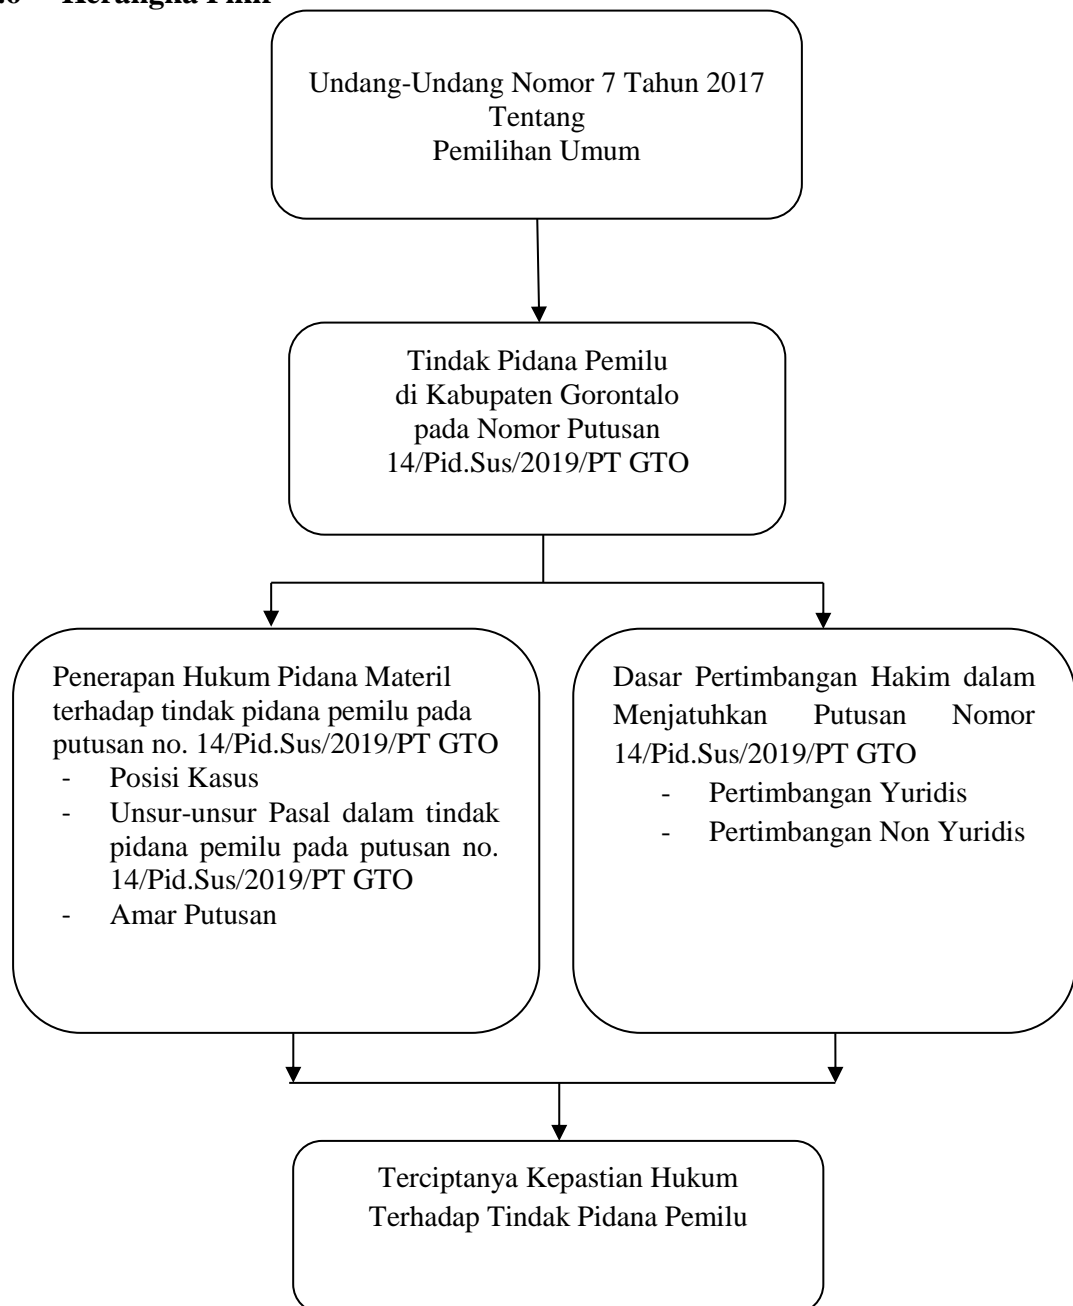 Undang-Undang Nomor 7 Tahun 2017
Tentang
Pemilihan Umum
Tindak Pidana Pemilu
di Kabupaten Gorontalo
pada Nomor Putusan
14/Pid.Sus/2019/PT GTO
Penerapan Hukum Pidana Materil
terhadap tindak pidana pemilu pada
putusan no. 14/Pid.Sus/2019/PT GTO
- Posisi Kasus
- Unsur-unsur Pasal dalam tindak
pidana pemilu pada putusan no.
14/Pid.Sus/2019/PT GTO
- Amar Putusan
Dasar Pertimbangan Hakim dalam
Menjatuhkan Putusan Nomor
14/Pid.Sus/2019/PT GTO
- Pertimbangan Yuridis
- Pertimbangan Non Yuridis
Terciptanya Kepastian Hukum
Terhadap Tindak Pidana Pemilu